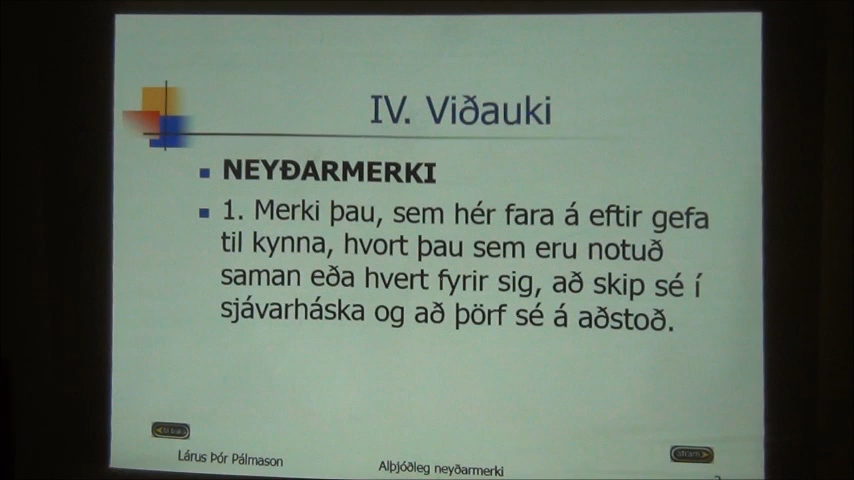 IV. Viðauki
NEYÐARMERKI
1. Merki þau, sem hér fara á eftir gefa
til kynna, hvort þau sem eru notuð
saman eða hvert fyrir sig, að skip sé í
sjávarháska og að þörf sé á aðstoð.
Lárus Þór Pálmason
Alþjóðleg neyðarmerki